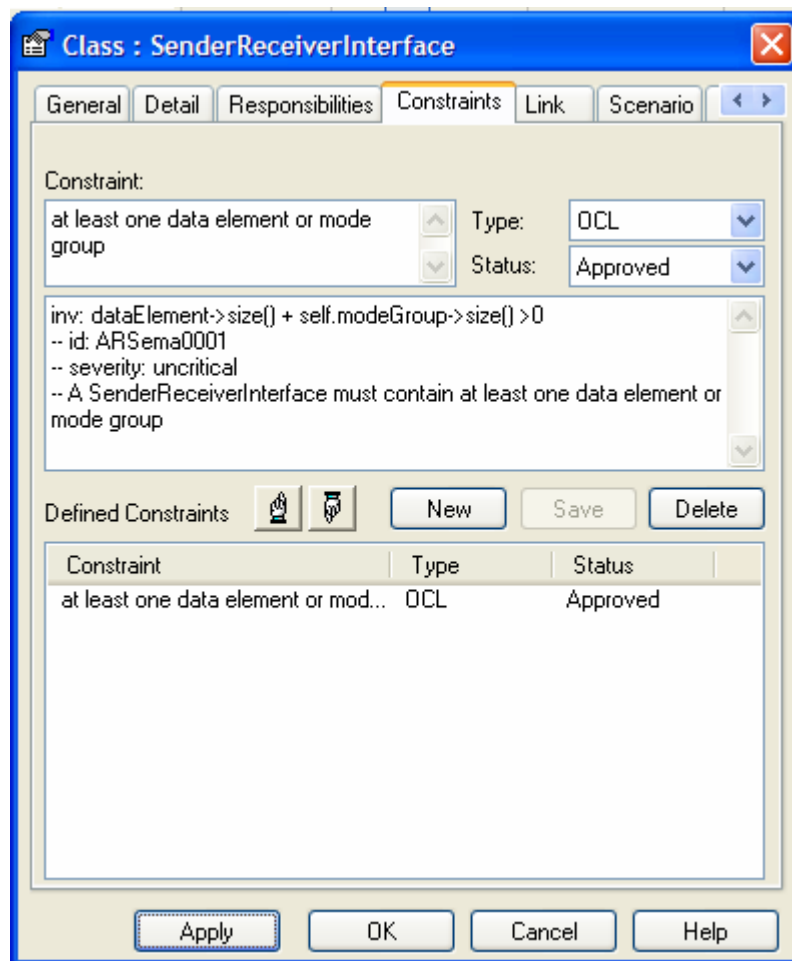 Class : SenderReceiverInterface
General Detail Responsibilities Constraints Link Scenario
Constraint:
at least one data element or mode
group
Type: OCL
Status: Approved
inv: dataElement->size() + self.modeGroup->size() >0
-- id: ARSema0001
-- severity: uncritical
-- A SenderReceiverInterface must contain at least one data element or
mode group
Defined Constraints New Save Delete
Constraint Type Status
at least one data element or mod... OCL Approved
Apply OK Cancel Help